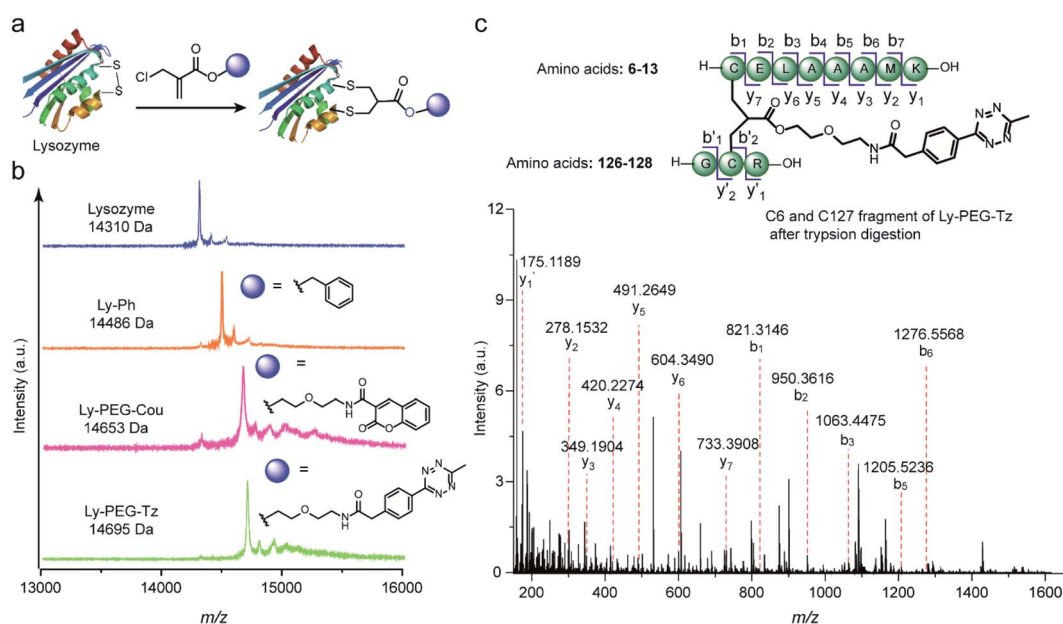 a
Cl
O
O
S
S
Lysozyme
S
S
O
O
b
Lysozyme
14310 Da
Ly-Ph
14486 Da
=
Ly-PEG-Cou
14653 Da
=
O
N
H
O
O
O
Ly-PEG-Tz
14695 Da
=
O
N
H
O
N
N
N
N
Intensity (a.u.)
13000 14000 15000 16000
m/z
c
b1 b2 b3 b4 b5 b6 b7
Amino acids: 6-13
H C E L A A A M K OH
y7 y6 y5 y4 y3 y2 y1
O
O
O
N
H
O
N
N
N
N
b'1 b'2
Amino acids: 126-128
H G C R OH
y'2 y'1
C6 and C127 fragment of Ly-PEG-Tz
after trypsion digestion
12
9
6
3
0
Intensity (a.u.)
175.1189
y1'
278.1532
y2
349.1904
y3
420.2274
y4
491.2649
y5
604.3490
y6
733.3908
y7
821.3146
b1
950.3616
b2
1063.4475
b3
1205.5236
b5
1276.5568
b6
200 400 600 800 1000 1200 1400 1600
m/z